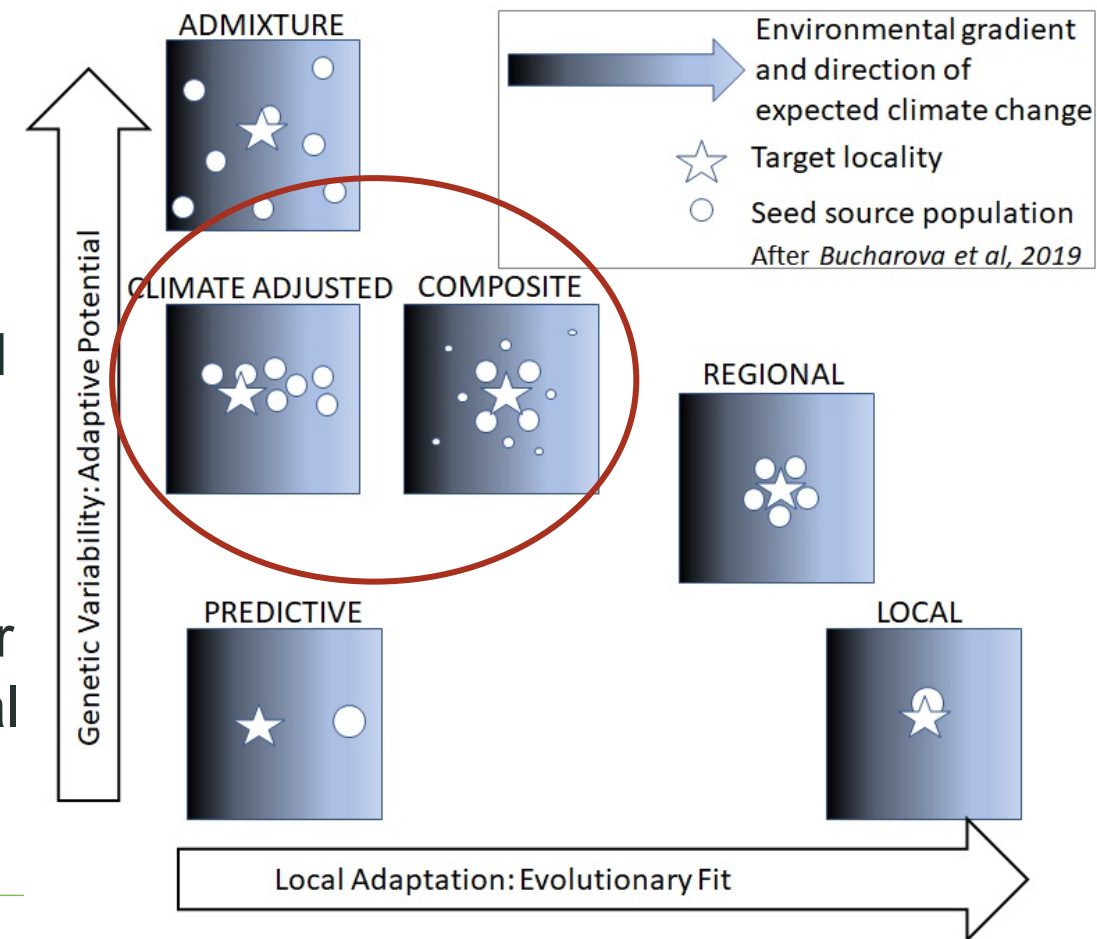 ADMIXTURE
Environmental gradient
and direction of
expected climate change
Target locality
Seed source population
After Bucharova et al, 2019
Genetic Variability: Adaptive Potential
CLIMATE ADJUSTED
COMPOSITE
REGIONAL
PREDICTIVE
LOCAL
Local Adaptation: Evolutionary Fit